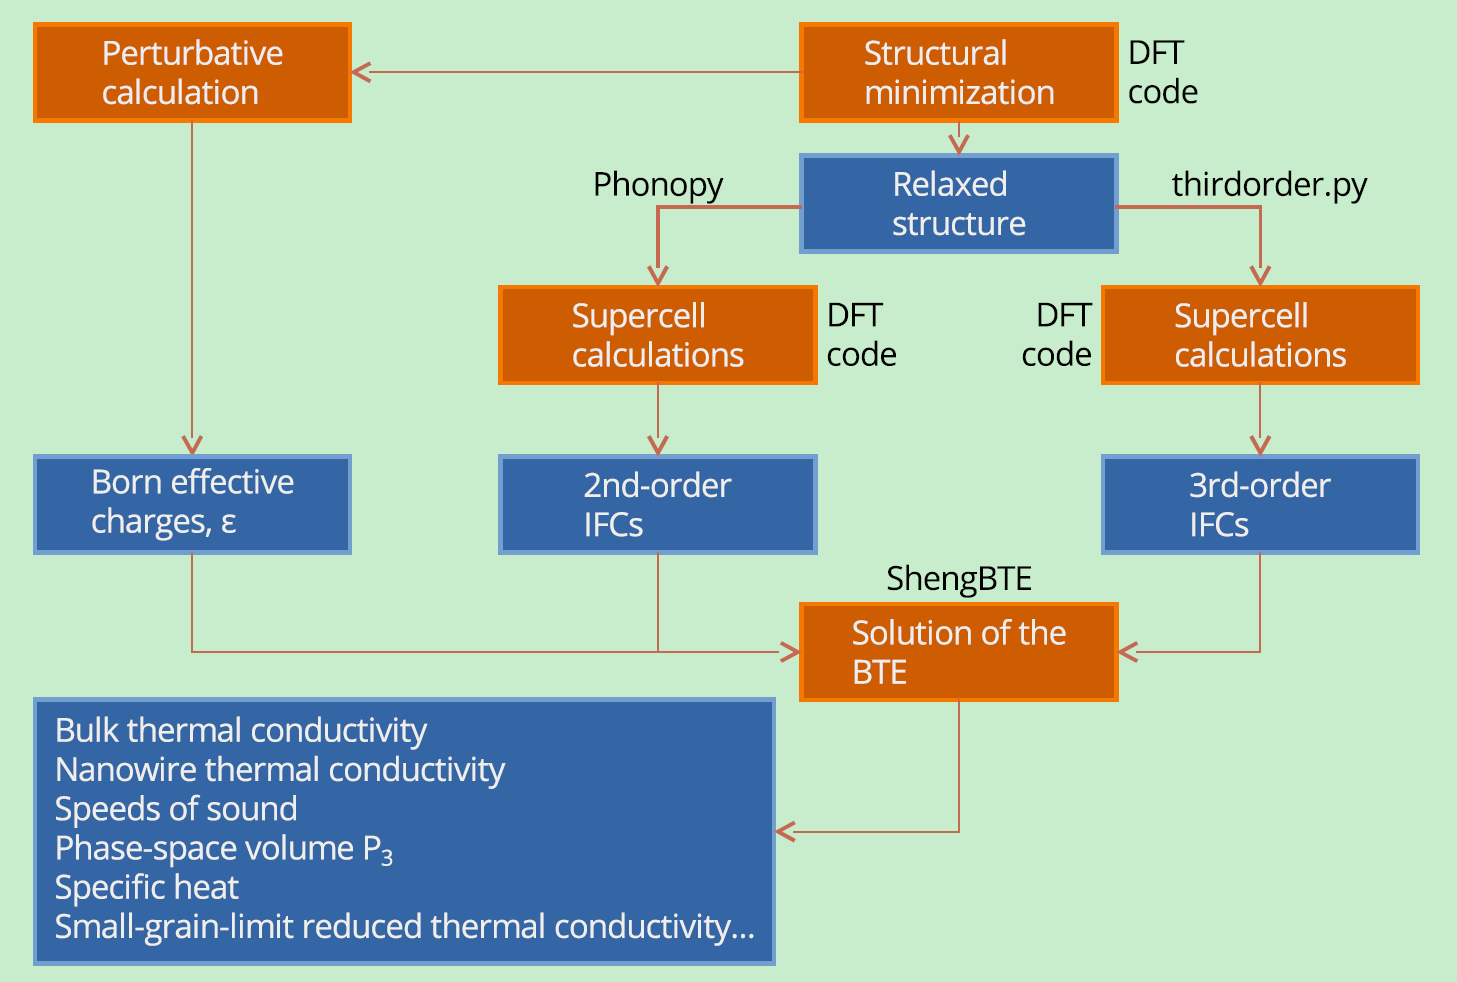 Perturbative
calculation
Structural
minimization
DFT
code
Phonopy
Relaxed
structure
thirdorder.py
Supercell
calculations
DFT
code
DFT
code
Supercell
calculations
Born effective
charges, ε
2nd-order
IFCs
3rd-order
IFCs
ShengBTE
Solution of the
BTE
Bulk thermal conductivity
Nanowire thermal conductivity
Speeds of sound
Phase-space volume P₃
Specific heat
Small-grain-limit reduced thermal conductivity...